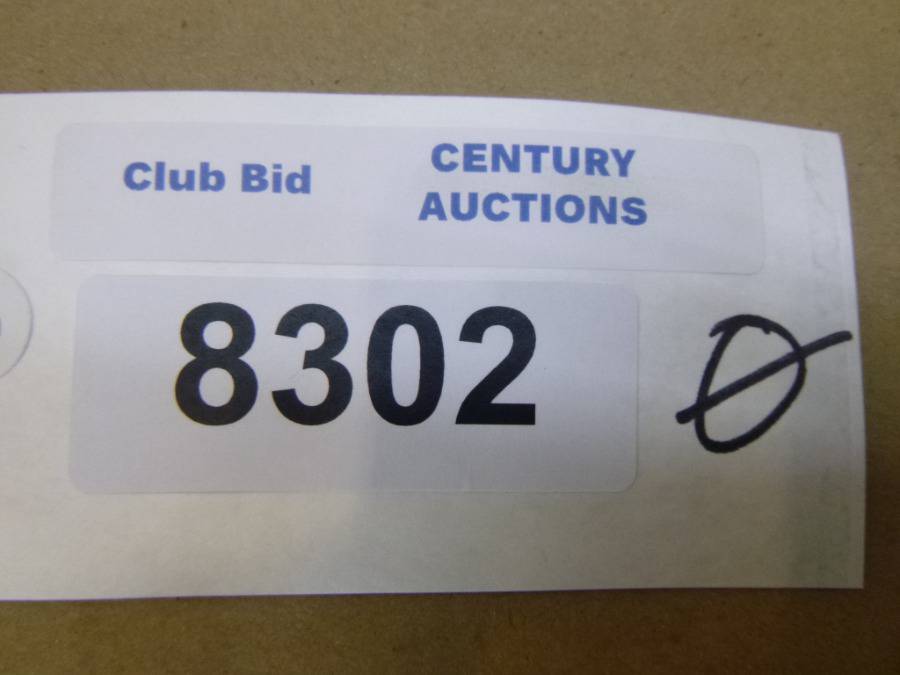 Club Bid
CENTURY
AUCTIONS
8302
Ø